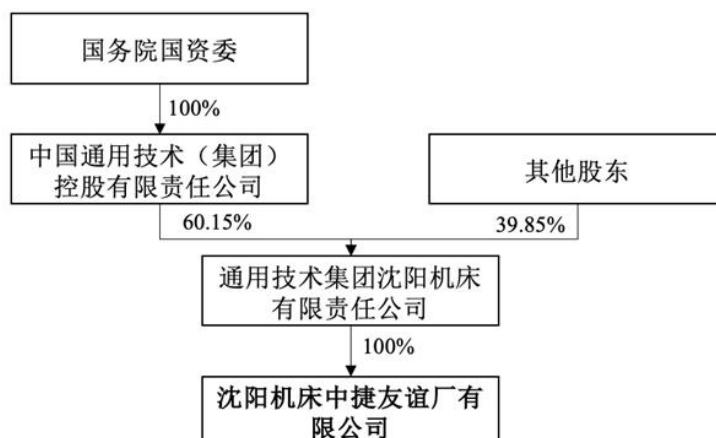 国务院国资委
100%
中国通用技术（集团）
控股有限责任公司
其他股东
60.15%
39.85%
通用技术集团沈阳机床
有限责任公司
100%
沈阳机床中捷友谊厂有
限公司